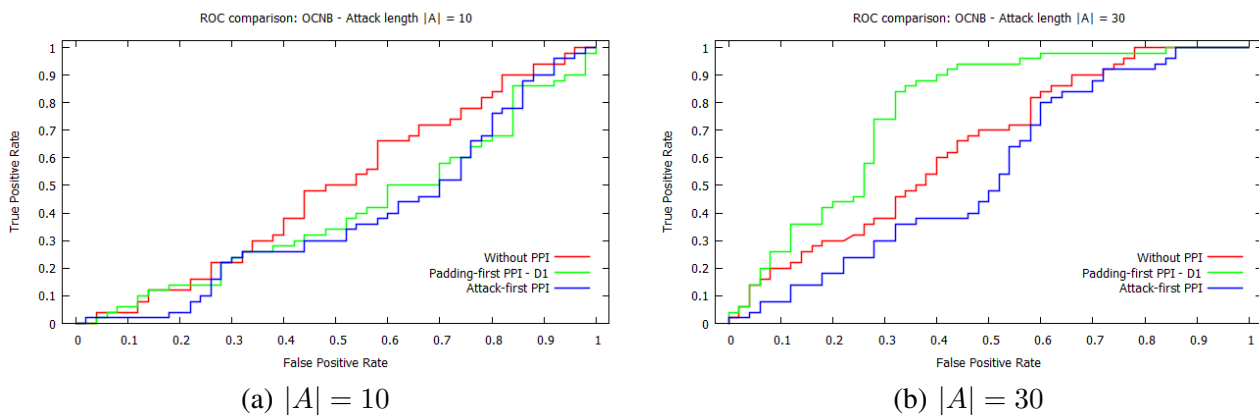 ROC comparison: OCNB - Attack length |A| = 10
True Positive Rate
1
0.9
0.8
0.7
0.6
0.5
0.4
0.3
0.2
0.1
0
Without PPI
Padding-first PPI - D1
Attack-first PPI
0 0.1 0.2 0.3 0.4 0.5 0.6 0.7 0.8 0.9 1
False Positive Rate
(a) |A| = 10
ROC comparison: OCNB - Attack length |A| = 30
True Positive Rate
1
0.9
0.8
0.7
0.6
0.5
0.4
0.3
0.2
0.1
0
Without PPI
Padding-first PPI - D1
Attack-first PPI
0 0.1 0.2 0.3 0.4 0.5 0.6 0.7 0.8 0.9 1
False Positive Rate
(b) |A| = 30